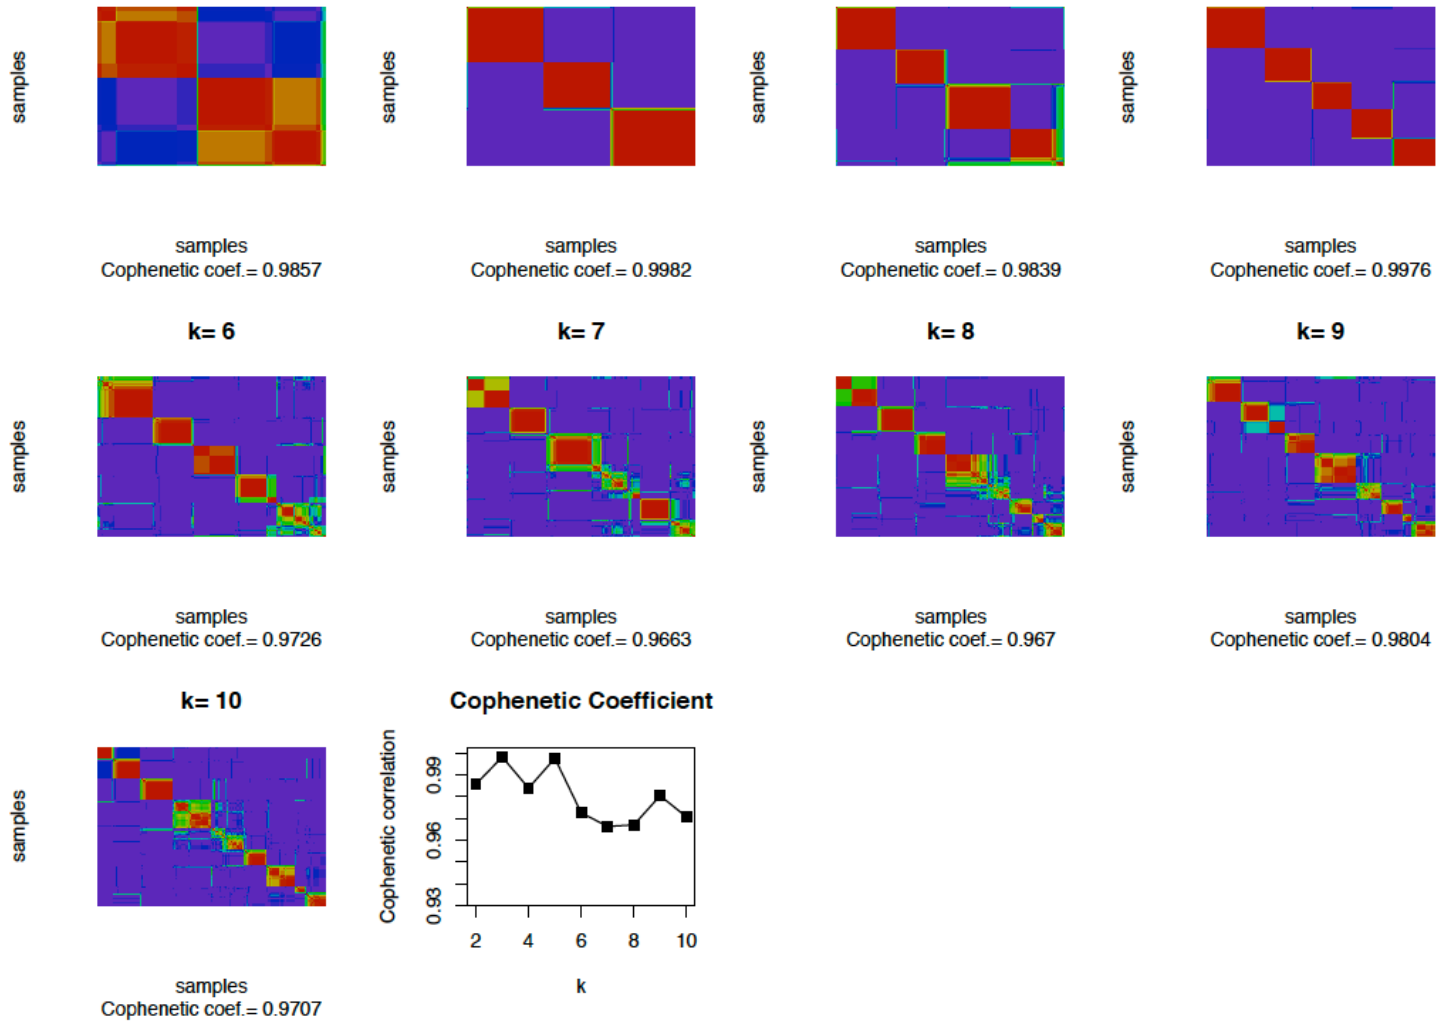 samples
samples
samples
samples
samples
Cophenetic coef.= 0.9857
samples
Cophenetic coef.= 0.9982
samples
Cophenetic coef.= 0.9839
samples
Cophenetic coef.= 0.9976
k= 6
k= 7
k= 8
k= 9
samples
samples
samples
samples
samples
Cophenetic coef.= 0.9726
samples
Cophenetic coef.= 0.9663
samples
Cophenetic coef.= 0.967
samples
Cophenetic coef.= 0.9804
k= 10
samples
samples
Cophenetic coef.= 0.9707
Cophenetic Coefficient
Cophenetic correlation
0.99
0.96
0.93
2 4 6 8 10
k